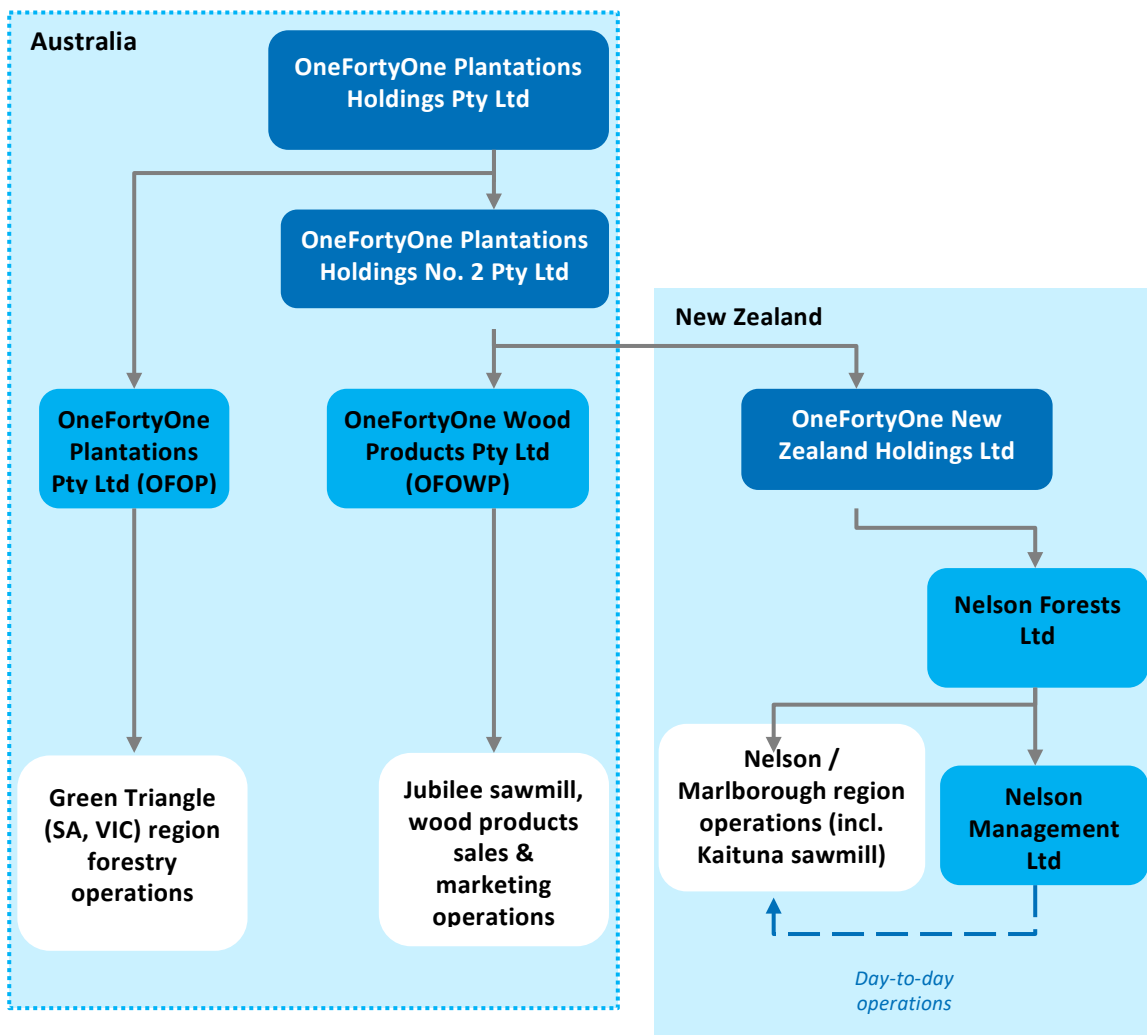 Australia
OneFortyOne Plantations
Holdings Pty Ltd
OneFortyOne Plantations
Holdings No. 2 Pty Ltd
New Zealand
OneFortyOne
Plantations
Pty Ltd (OFOP)
OneFortyOne Wood
Products Pty Ltd
(OFOWP)
OneFortyOne New
Zealand Holdings Ltd
Nelson Forests
Ltd
Green Triangle
(SA, VIC) region
forestry
operations
Jubilee sawmill,
wood products
sales &
marketing
operations
Nelson /
Marlborough region
operations (incl.
Kaituna sawmill)
Nelson
Management
Ltd
Day-to-day
operations